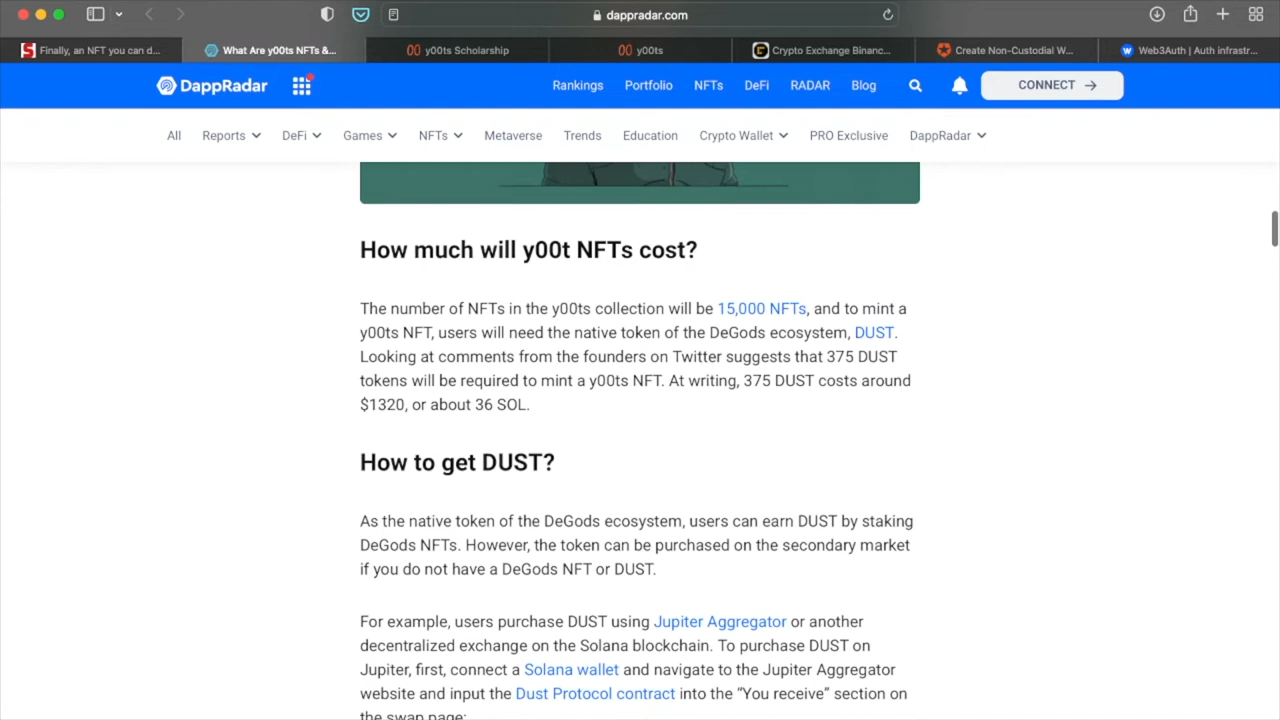 dappradar.com
Finally, an NFT you can d...
What Are y00ts NFTs &...
y00ts Scholarship
y00ts
Crypto Exchange Binanc...
Create Non-Custodial W...
Web3Auth | Auth infrastr...
DappRadar
Rankings
Portfolio
NFTs
DeFi
RADAR
Blog
CONNECT
All
Reports
DeFi
Games
NFTs
Metaverse
Trends
Education
Crypto Wallet
PRO Exclusive
DappRadar
How much will y00t NFTs cost?
The number of NFTs in the y00ts collection will be 15,000 NFTs, and to mint a
y00ts NFT, users will need the native token of the DeGods ecosystem, DUST.
Looking at comments from the founders on Twitter suggests that 375 DUST
tokens will be required to mint a y00ts NFT. At writing, 375 DUST costs around
$1320, or about 36 SOL.
How to get DUST?
As the native token of the DeGods ecosystem, users can earn DUST by staking
DeGods NFTs. However, the token can be purchased on the secondary market
if you do not have a DeGods NFT or DUST.
For example, users purchase DUST using Jupiter Aggregator or another
decentralized exchange on the Solana blockchain. To purchase DUST on
Jupiter, first, connect a Solana wallet and navigate to the Jupiter Aggregator
website and input the Dust Protocol contract into the “You receive” section on
the swap page: